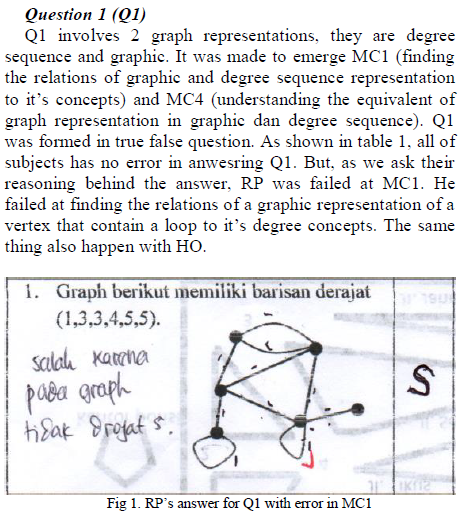 Question 1 (Q1)
Q1 involves 2 graph representations, they are degree
sequence and graphic. It was made to emerge MC1 (finding
the relations of graphic and degree sequence representation
to it's concepts) and MC4 (understanding the equivalent of
graph representation in graphic dan degree sequence). Q1
was formed in true false question. As shown in table 1, all of
subjects has no error in anwesring Q1. But, as we ask their
reasoning behind the answer, RP was failed at MC1. He
failed at finding the relations of a graphic representation of a
vertex that contain a loop to it's degree concepts. The same
thing also happen with HO.
1. Graph berikut memiliki barisan derajat
(1,3,3,4,5,5).
salah karena
pada graph
tidak drajat 5.
S
Fig 1. RP's answer for Q1 with error in MC1